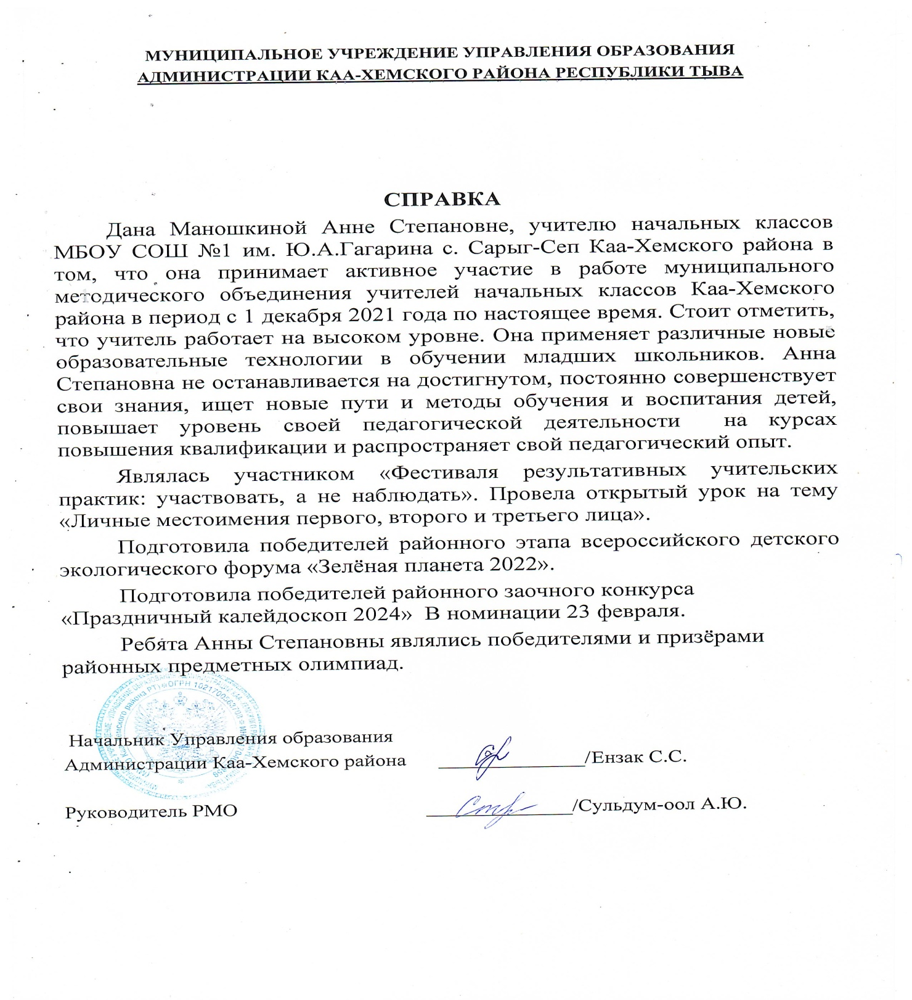 МУНИЦИПАЛЬНОЕ УЧРЕЖДЕНИЕ УПРАВЛЕНИЯ ОБРАЗОВАНИЯ
АДМИНИСТРАЦИИ КАА-ХЕМСКОГО РАЙОНА РЕСПУБЛИКИ ТЫВА
СПРАВКА
Дана Маношкиной Анне Степановне, учителю начальных классов
МБОУ СОШ №1 им. Ю.А.Гагарина с. Сарыг-Сеп Каа-Хемского района в
том, что она принимает активное участие в работе муниципального
методического объединения учителей начальных классов Каа-Хемского
района в период с 1 декабря 2021 года по настоящее время. Стоит отметить,
что учитель работает на высоком уровне. Она применяет различные новые
образовательные технологии в обучении младших школьников. Анна
Степановна не останавливается на достигнутом, постоянно совершенствует
свои знания, ищет новые пути и методы обучения и воспитания детей,
повышает уровень своей педагогической деятельности на курсах
повышения квалификации и распространяет свой педагогический опыт.
Являлась участником «Фестиваля результативных учительских
практик: участвовать, а не наблюдать». Провела открытый урок на тему
«Личные местоимения первого, второго и третьего лица».
Подготовила победителей районного этапа всероссийского детского
экологического форума «Зелёная планета 2022».
Подготовила победителей районного заочного конкурса
«Праздничный калейдоскоп 2024» В номинации 23 февраля.
Ребята Анны Степановны являлись победителями и призёрами
районных предметных олимпиад.
Начальник Управления образования
Администрации Каа-Хемского района /Ензак С.С.
Руководитель РМО /Сульдум-оол А.Ю.
ОГРН 1021700563703